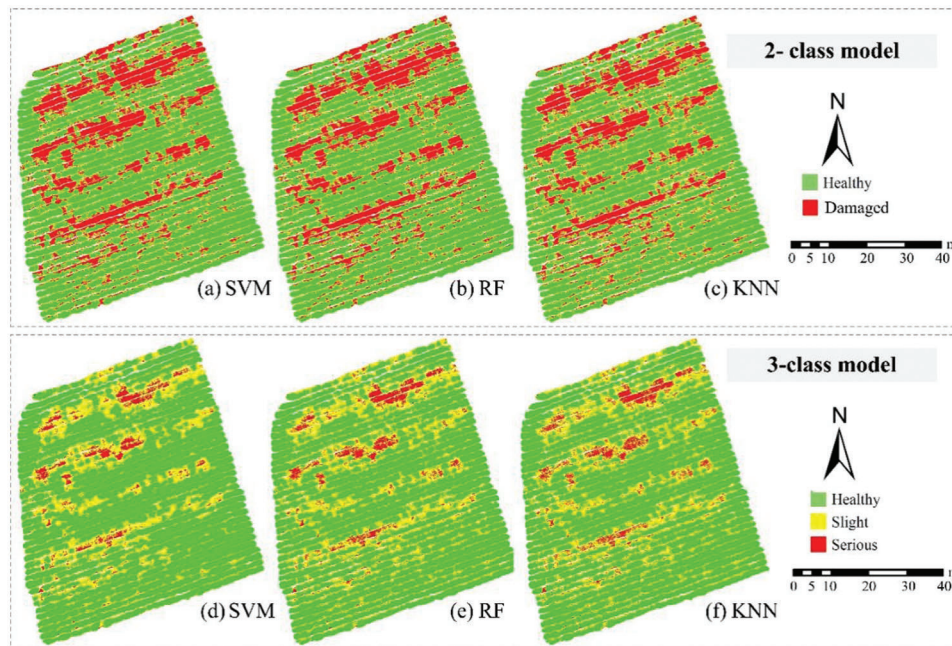 2- class model
N
Healthy
Damaged
0 5 10 20 30 40
(a) SVM
(b) RF
(c) KNN
3-class model
N
Healthy
Slight
Serious
0 5 10 20 30 40
(d) SVM
(e) RF
(f) KNN